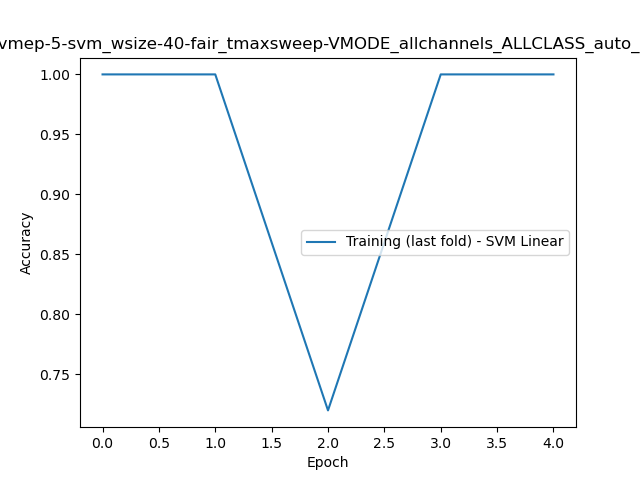 vmep-5-svm_wsize-40-fair_tmaxsweep-VMODE_allchannels_ALLCLASS_auto_
1.00
0.95
0.90
0.85
0.80
0.75
Accuracy
Training (last fold) - SVM Linear
0.0 0.5 1.0 1.5 2.0 2.5 3.0 3.5 4.0
Epoch